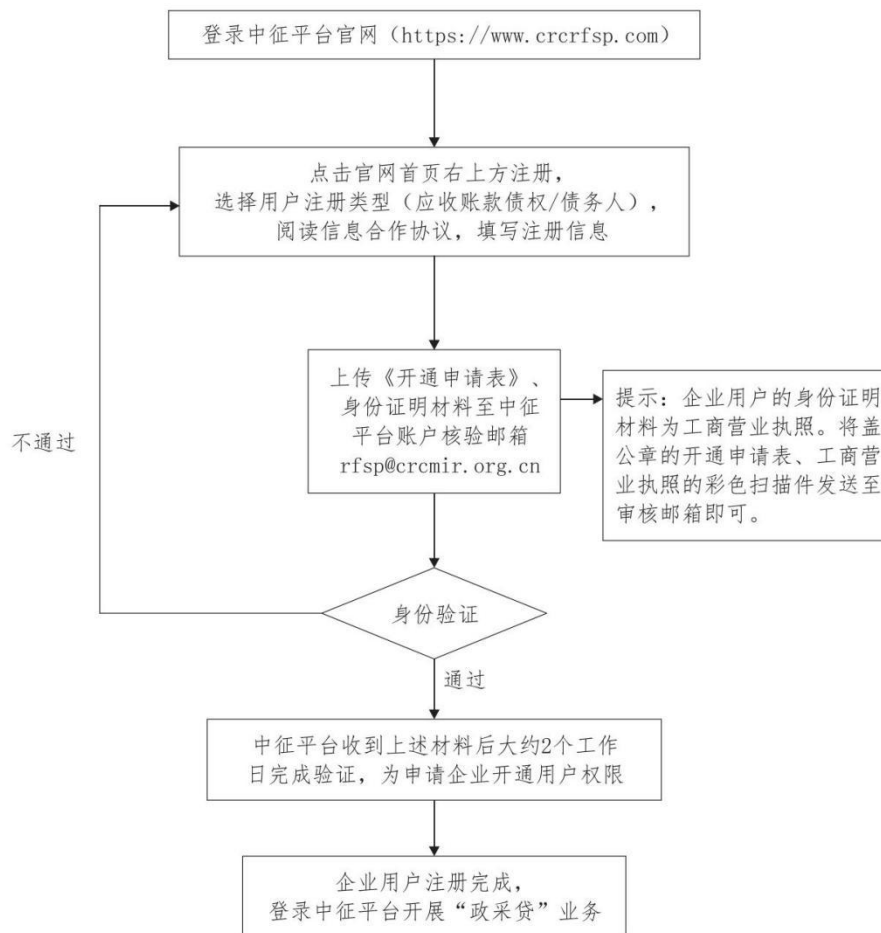 登录中征平台官网（https://www.crcrfsp.com）
点击官网首页右上方注册，
选择用户注册类型（应收账款债权/债务人），
阅读信息合作协议，填写注册信息
上传《开通申请表》、
身份证明材料至中征
平台账户核验邮箱
rfsp@crcmir.org.cn
提示：企业用户的身份证明
材料为工商营业执照。将盖
公章的开通申请表、工商营
业执照的彩色扫描件发送至
审核邮箱即可。
不通过
身份验证
通过
中征平台收到上述材料后大约2个工作
日完成验证，为申请企业开通用户权限
企业用户注册完成，
登录中征平台开展“政采贷”业务